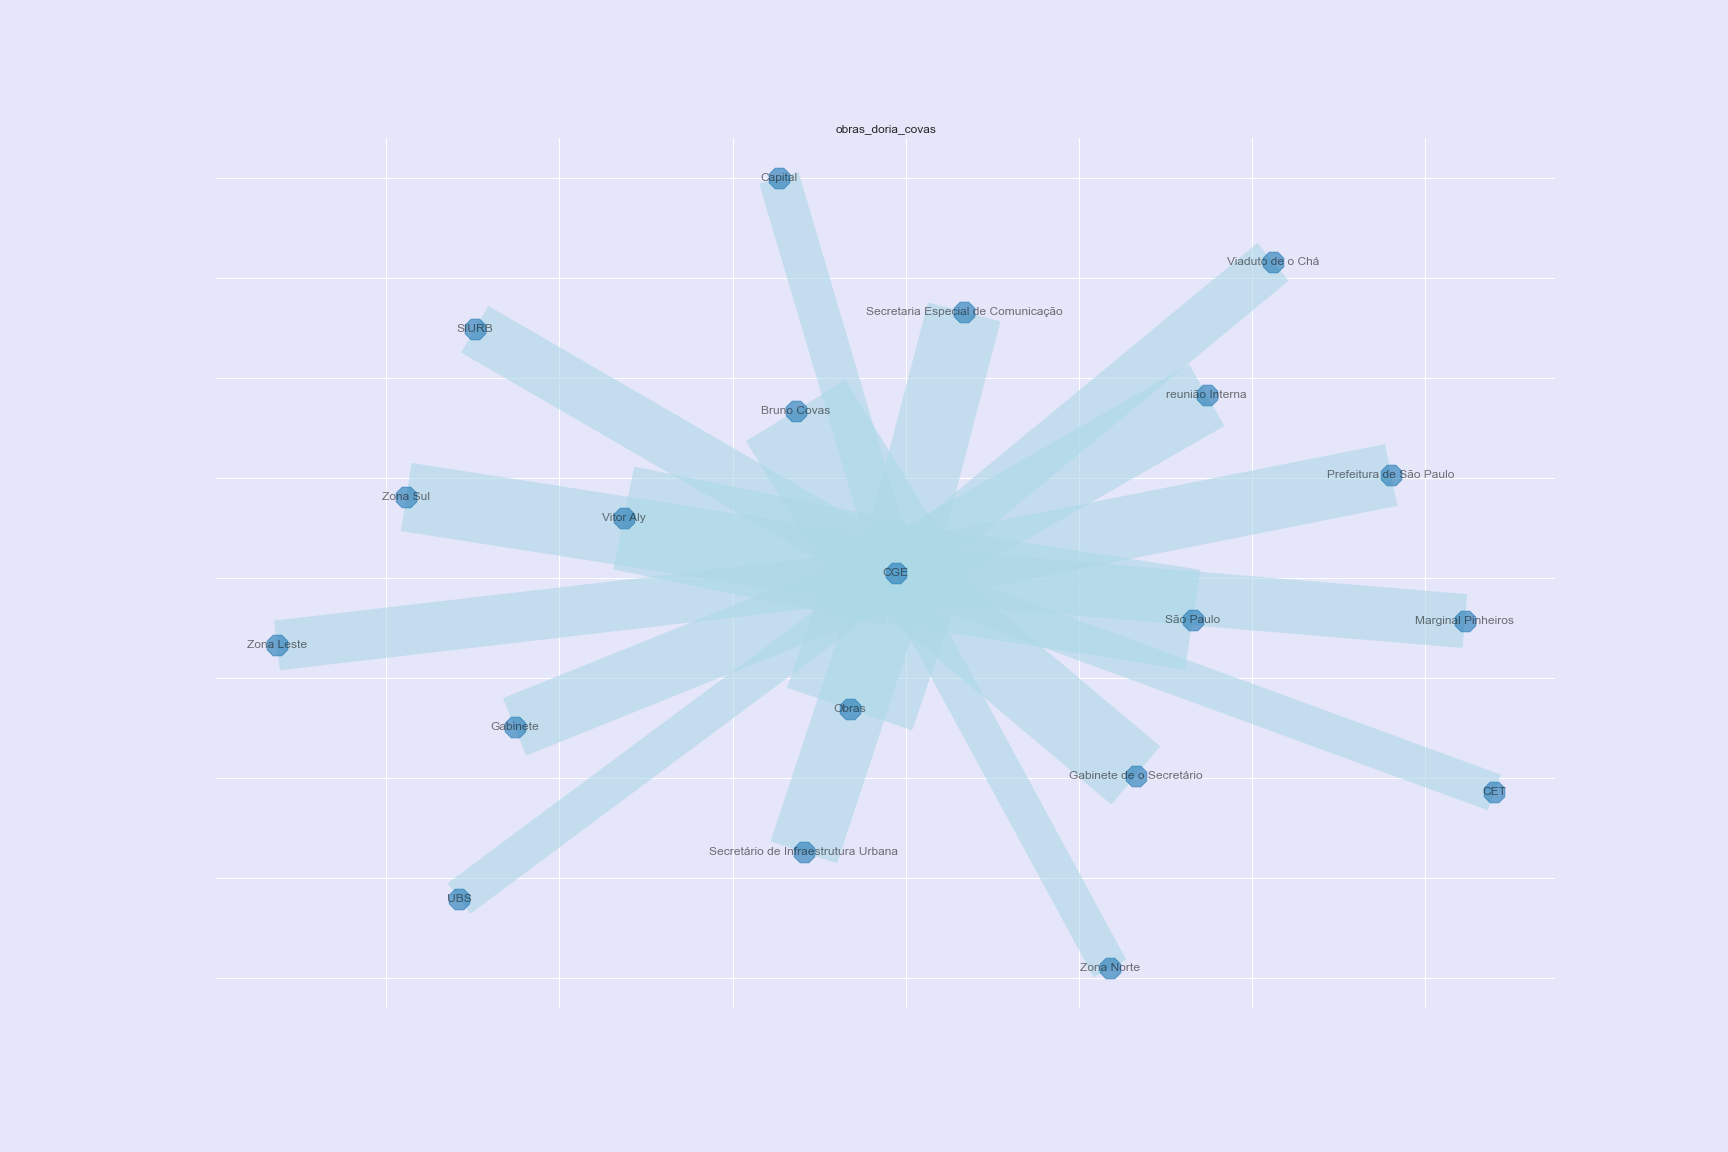 obras_doria_covas
Capital
Viaduto de o Chá
Secretaria Especial de Comunicação
SIURB
reunião Interna
Bruno Covas
Prefeitura de São Paulo
Zona Sul
Vitor Aly
CGE
São Paulo
Marginal Pinheiros
Zona Leste
Obras
Gabinete
Gabinete de o Secretário
CET
Secretário de Infraestrutura Urbana
UBS
Zona Norte